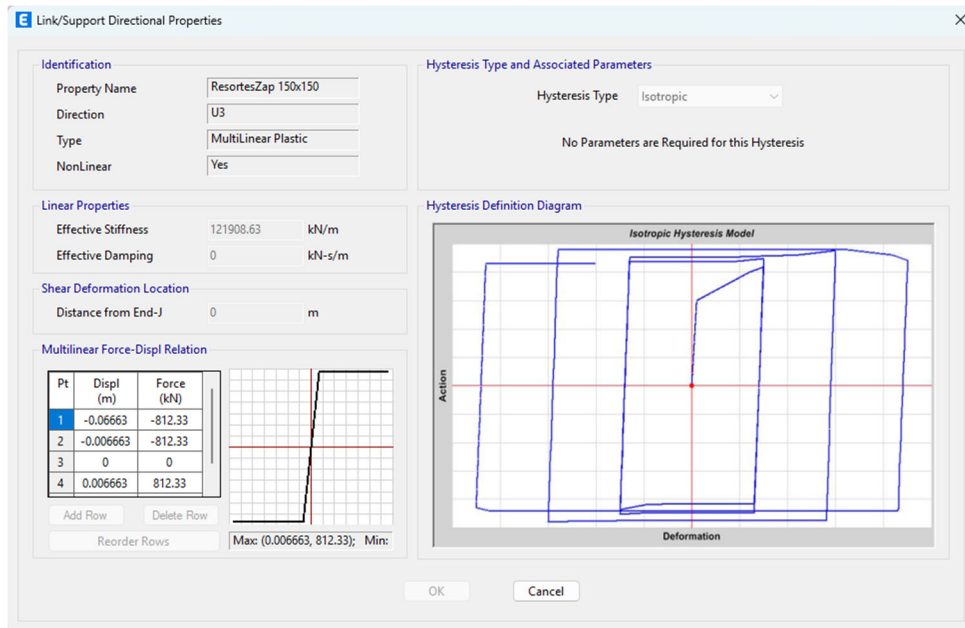 E Link/Support Directional Properties
Identification
Property Name ResortesZap 150x150
Direction U3
Type MultiLinear Plastic
NonLinear Yes
Linear Properties
Effective Stiffness 121908.63 kN/m
Effective Damping 0 kN-s/m
Shear Deformation Location
Distance from End-J 0 m
Multilinear Force-Displ Relation
Pt Displ (m) Force (kN)
1 -0.06663 -812.33
2 -0.006663 -812.33
3 0 0
4 0.006663 812.33
Add Row Delete Row
Reorder Rows
Max: (0.006663, 812.33); Min:
Hysteresis Type and Associated Parameters
Hysteresis Type Isotropic
No Parameters are Required for this Hysteresis
Hysteresis Definition Diagram
Isotropic Hysteresis Model
Action
Deformation
OK Cancel